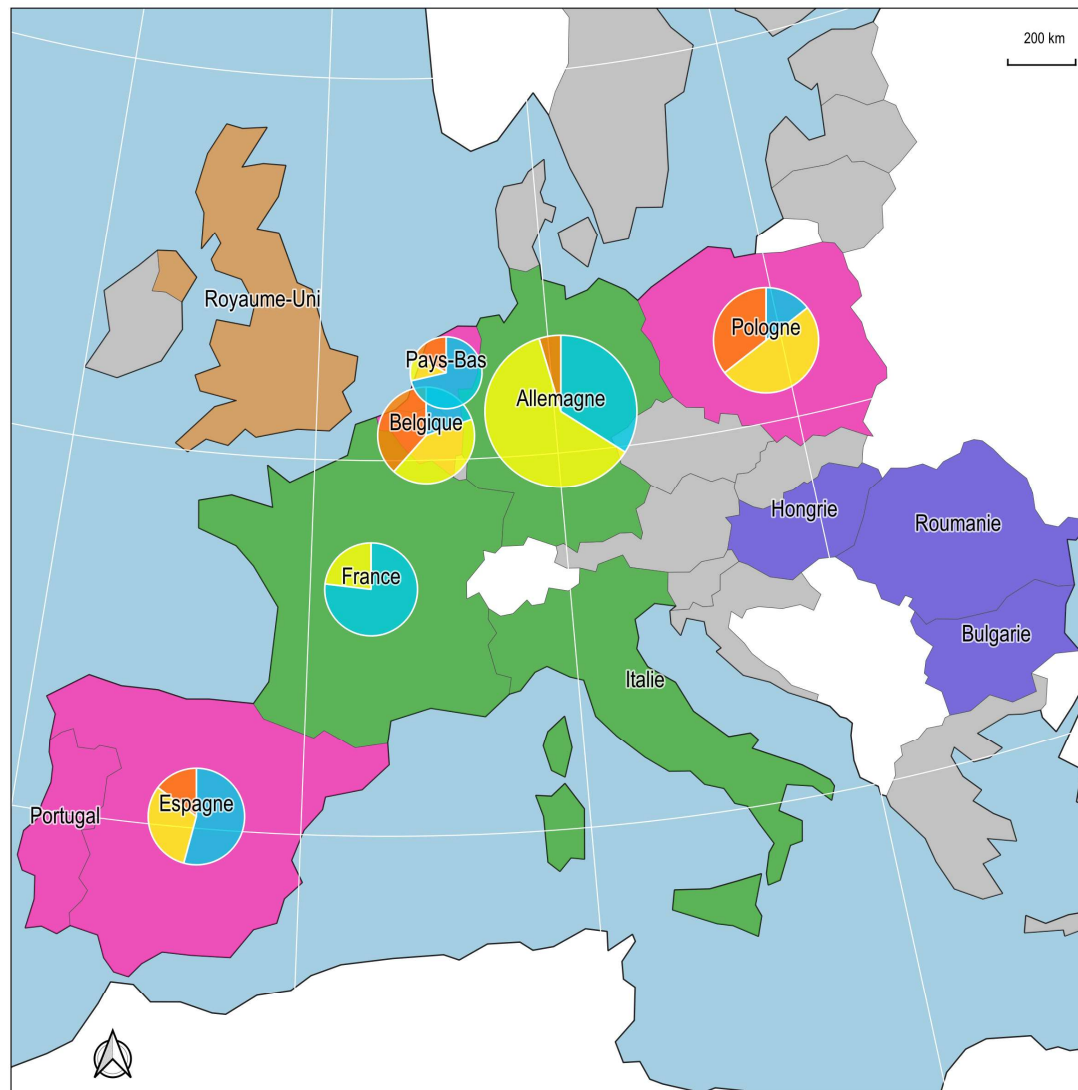 200 km
Royaume-Uni
Pays-Bas
Pologne
Allemagne
Belgique
Hongrie
Roumanie
France
Bulgarie
Italie
Espagne
Portugal